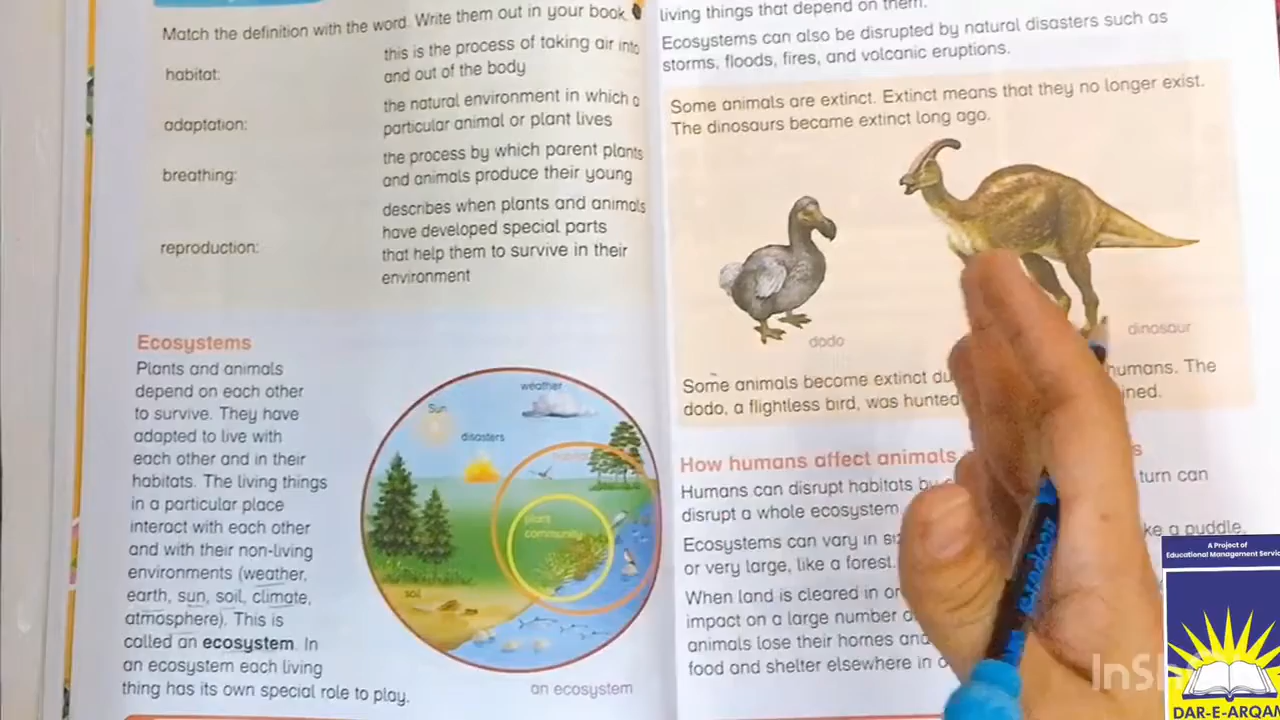 Match the definition with the word. Write them out in your book.
habitat:
this is the process of taking air into
and out of the body
adaptation:
the natural environment in which a
particular animal or plant lives
breathing:
the process by which parent plants
and animals produce their young
reproduction:
describes when plants and animals
have developed special parts
that help them to survive in their
environment
Ecosystems
Plants and animals
depend on each other
to survive. They have
adapted to live with
each other and in their
habitats. The living things
in a particular place
interact with each other
and with their non-living
environments (weather,
earth, sun, soil, climate,
atmosphere). This is
called an ecosystem. In
an ecosystem each living
thing has its own special role to play.
weather
Sun
disasters
habitat
plant
community
soil
an ecosystem
living things that depend on them.
Ecosystems can also be disrupted by natural disasters such as
storms, floods, fires, and volcanic eruptions.
Some animals are extinct. Extinct means that they no longer exist.
The dinosaurs became extinct long ago.
dodo
dinosaur
Some animals become extinct humans. The
dodo, a flightless bird, was hunted
How humans affect animals
Humans can disrupt habitats turn can
disrupt a whole ecosystem
Ecosystems can vary in a puddle,
or very large, like a forest.
When land is cleared in
impact on a large number
animals lose their homes
food and shelter elsewhere in
A Project of
Educational Management Servic
DAR-E-ARQAM
InSh